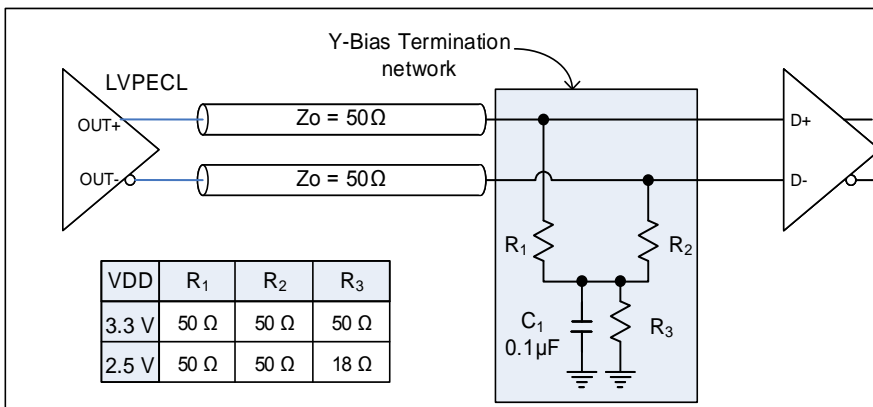 Y-Bias Termination
network
LVPECL
OUT+
OUT-
Zo = 50Ω
Zo = 50Ω
D+
D-
R1
R2
C1
0.1µF
R3
VDD R1 R2 R3
3.3 V 50 Ω 50 Ω 50 Ω
2.5 V 50 Ω 50 Ω 18 Ω